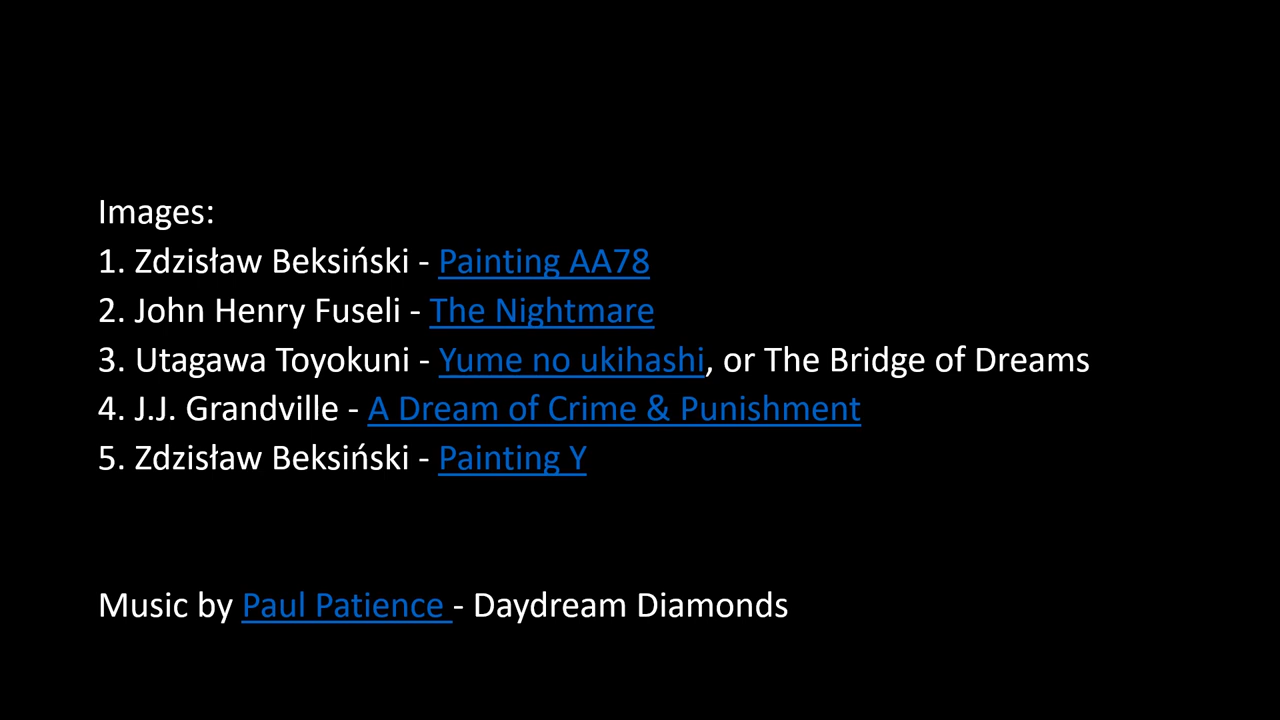 Images:
1. Zdzisław Beksiński - Painting AA78
2. John Henry Fuseli - The Nightmare
3. Utagawa Toyokuni - Yume no ukihashi, or The Bridge of Dreams
4. J.J. Grandville - A Dream of Crime & Punishment
5. Zdzisław Beksiński - Painting Y
Music by Paul Patience - Daydream Diamonds